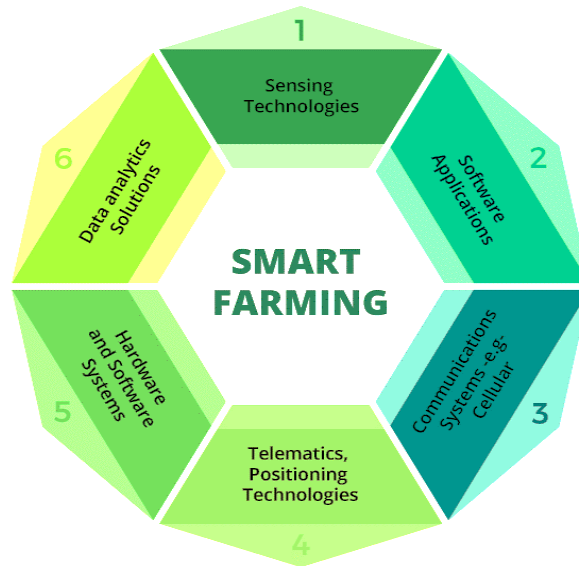 1
Sensing
Technologies
2
Software
Applications
3
Communications
Systems -e.g-
Cellular
4
Telematics,
Positioning
Technologies
5
Hardware
and Software
Systems
6
Data analytics
Solutions
SMART
FARMING